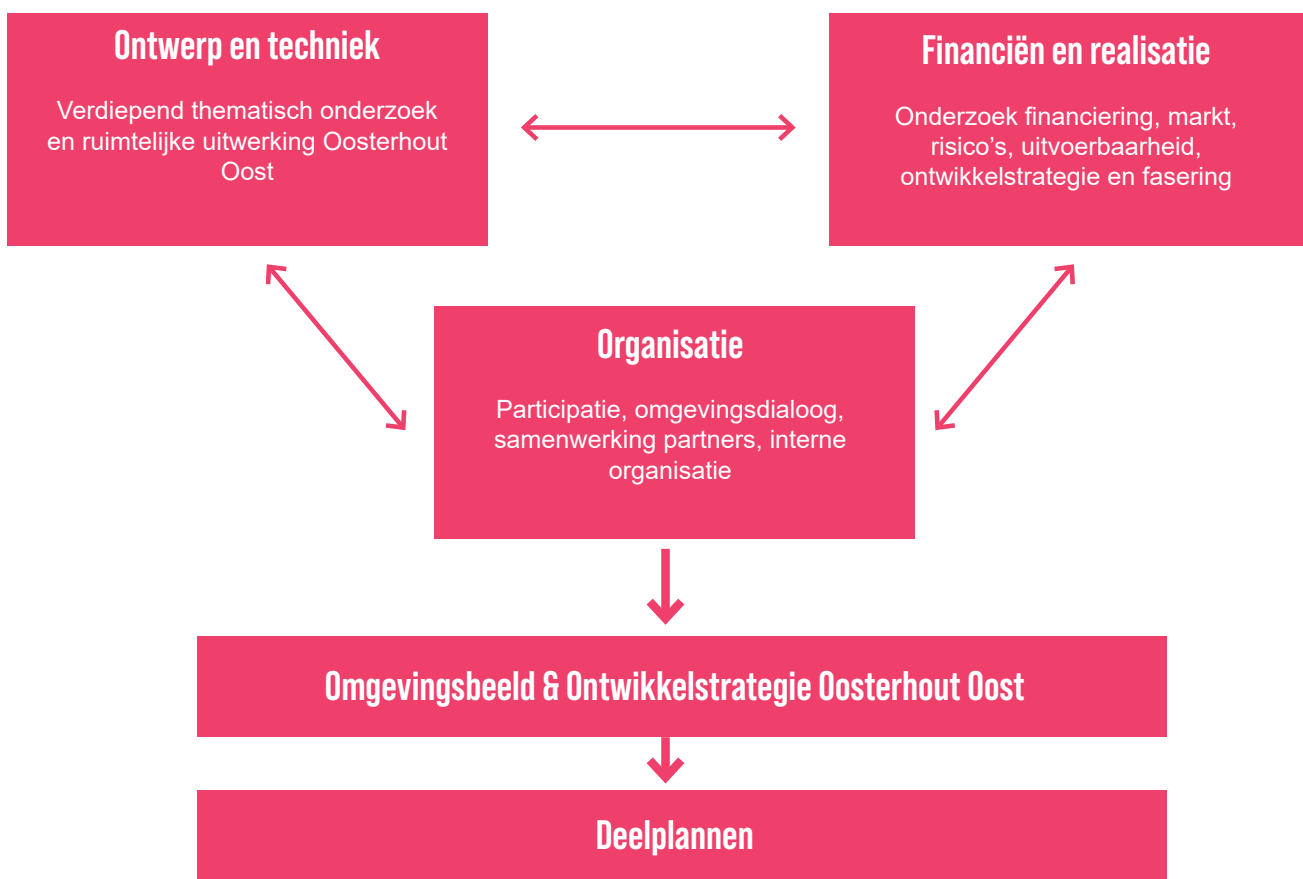 Ontwerp en techniek
Verdiepend thematisch onderzoek
en ruimtelijke uitwerking Oosterhout
Oost
Financiën en realisatie
Onderzoek financiering, markt,
risico's, uitvoerbaarheid,
ontwikkelstrategie en fasering
Organisatie
Participatie, omgevingsdialoog,
samenwerking partners, interne
organisatie
Omgevingsbeeld & Ontwikkelstrategie Oosterhout Oost
Deelplannen